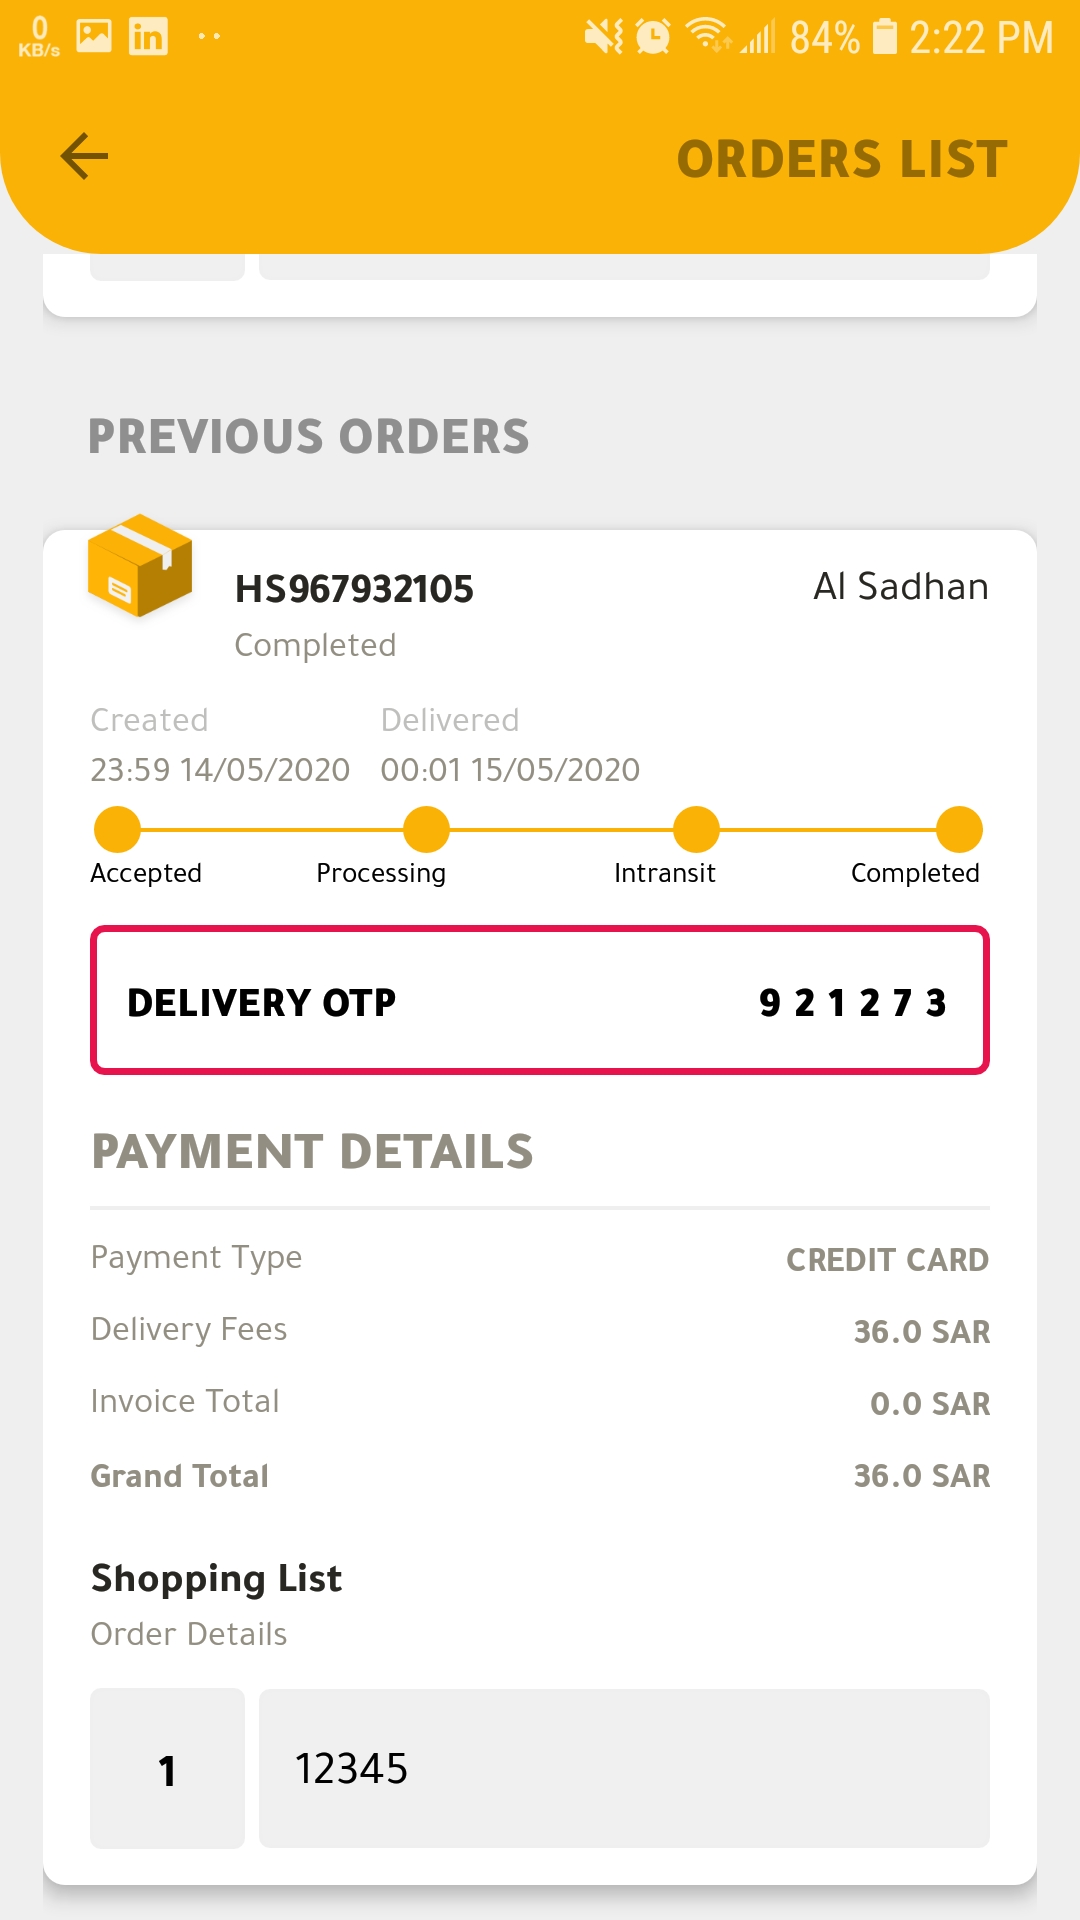 0
KB/s
84% 2:22 PM
ORDERS LIST
PREVIOUS ORDERS
HS967932105 Al Sadhan
Completed
Created Delivered
23:59 14/05/2020 00:01 15/05/2020
Accepted Processing Intransit Completed
DELIVERY OTP 9 2 1 2 7 3
PAYMENT DETAILS
Payment Type CREDIT CARD
Delivery Fees 36.0 SAR
Invoice Total 0.0 SAR
Grand Total 36.0 SAR
Shopping List
Order Details
1 12345